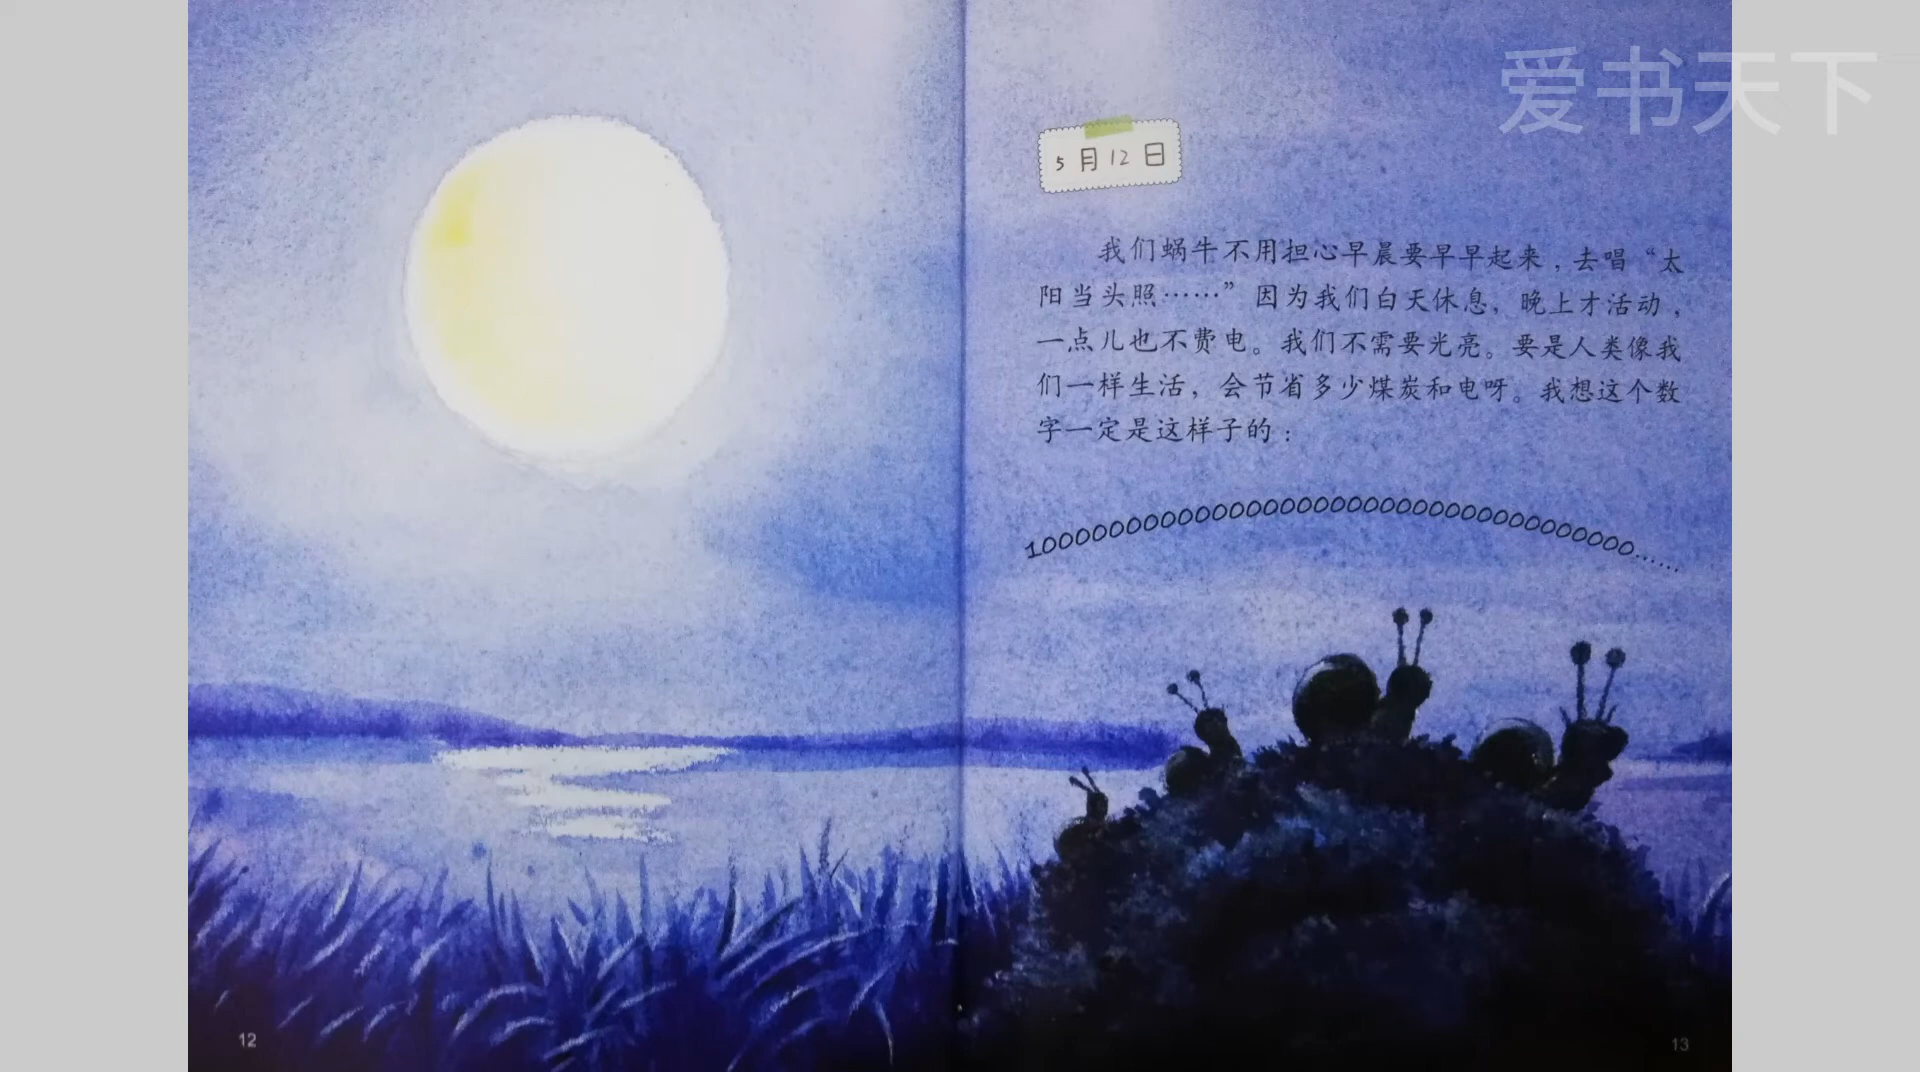 爱书天下
5月12日
我们蜗牛不用担心早晨要早早起来，去唱“太
阳当头照……”因为我们白天休息，晚上才活动，
一点儿也不费电。我们不需要光亮。要是人类像我
们一样生活，会节省多少煤炭和电呀。我想这个数
字一定是这样子的：
100000000000000000000000000000000000……
12
13